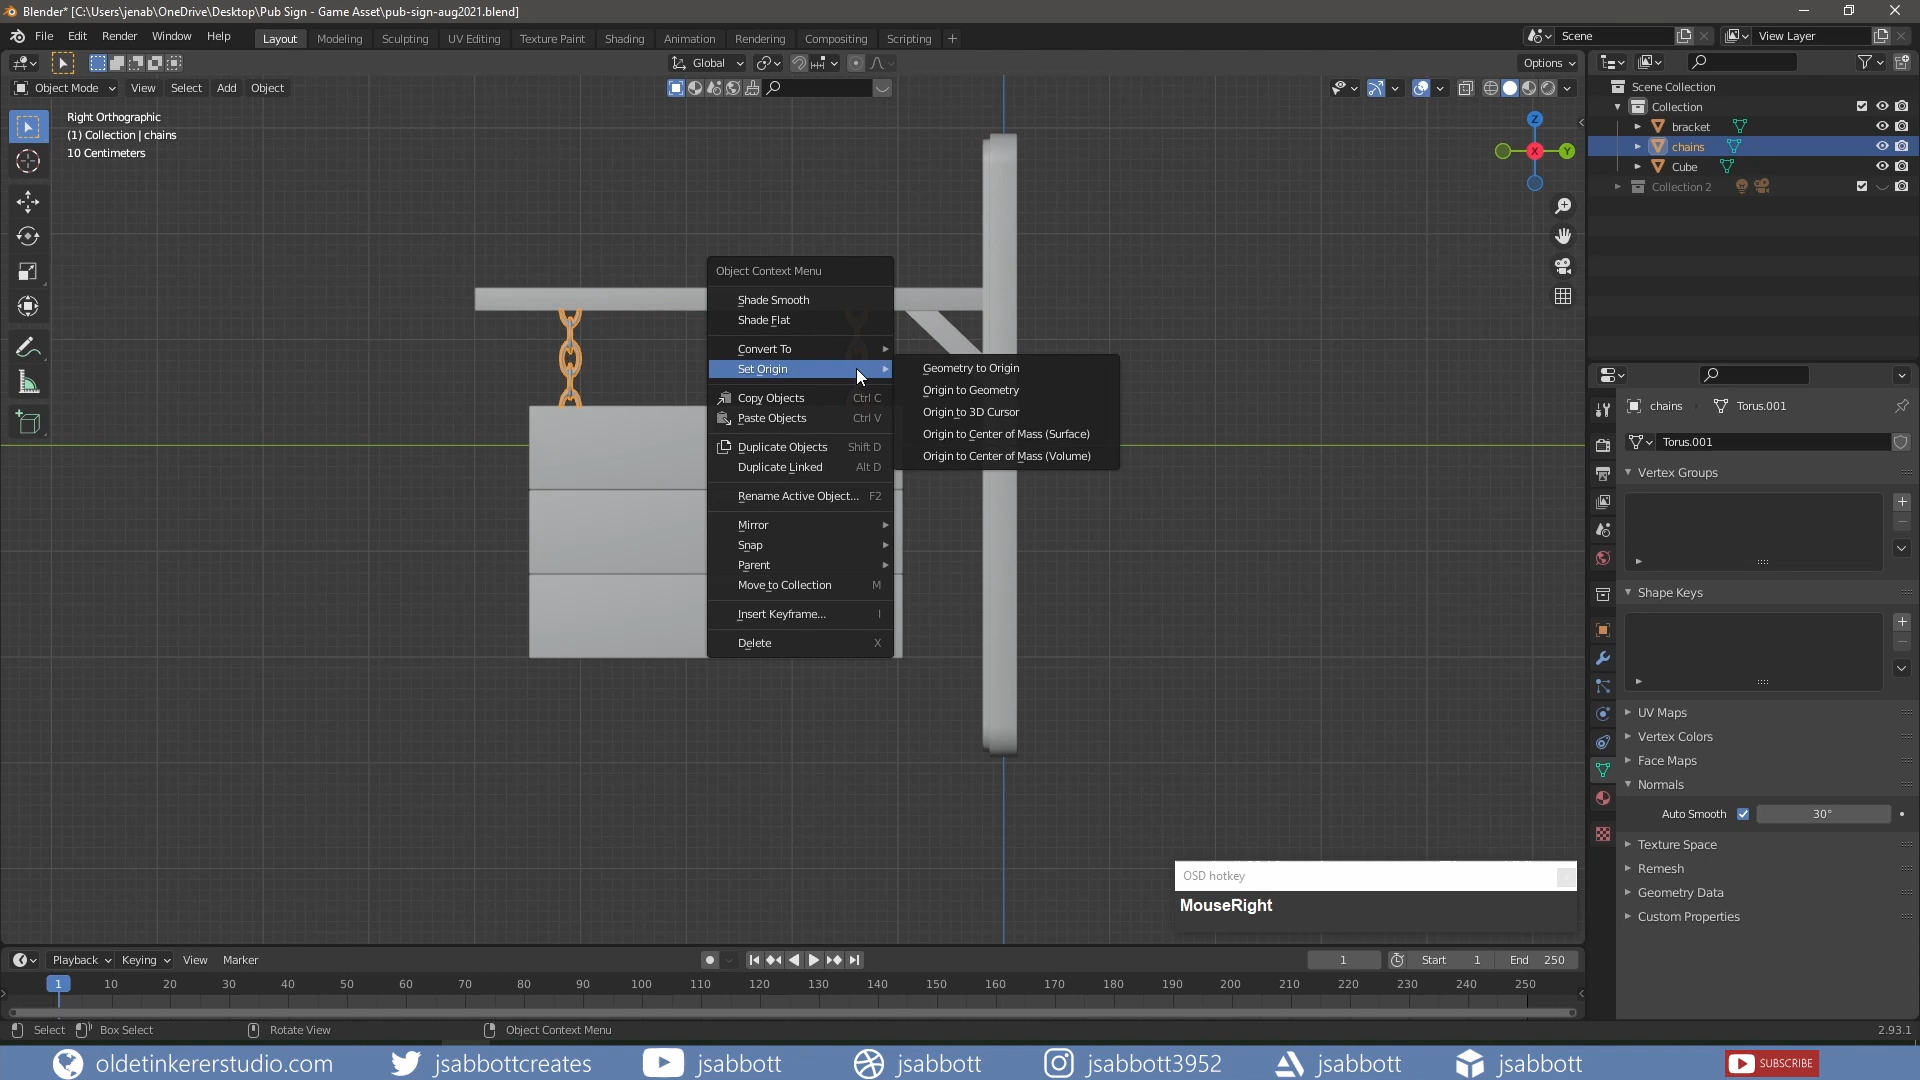 Blender* [C:\Users\jenab\OneDrive\Desktop\Pub Sign - Game Asset\pub-sign-aug2021.blend]
File Edit Render Window Help Layout Modeling Sculpting UV Editing Texture Paint Shading Animation Rendering Compositing Scripting + Scene View Layer
Global Options
Object Mode View Select Add Object
Right Orthographic
(1) Collection | chains
10 Centimeters
Z
X
Y
Scene Collection
Collection
bracket
chains
Cube
Collection 2
Object Context Menu
Shade Smooth
Shade Flat
Convert To
Set Origin
Copy Objects Ctrl C
Paste Objects Ctrl V
Duplicate Objects Shift D
Duplicate Linked Alt D
Rename Active Object... F2
Mirror
Snap
Parent
Move to Collection M
Insert Keyframe... I
Delete X
Geometry to Origin
Origin to Geometry
Origin to 3D Cursor
Origin to Center of Mass (Surface)
Origin to Center of Mass (Volume)
chains Torus.001
Torus.001
Vertex Groups
Shape Keys
UV Maps
Vertex Colors
Face Maps
Normals
Auto Smooth 30°
Texture Space
Remesh
Geometry Data
Custom Properties
OSD hotkey
MouseRight
Playback Keying View Marker 1 Start 1 End 250
1 10 20 30 40 50 60 70 80 90 100 110 120 130 140 150 160 170 180 190 200 210 220 230 240 250
Select Box Select Rotate View Object Context Menu 2.93.1
oldetinkererstudio.com jsabbottcreates jsabbott jsabbott jsabbott3952 jsabbott jsabbott SUBSCRIBE